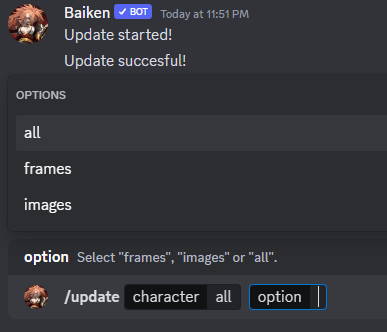 Baiken ✓ BOT Today at 11:51 PM
Update started!
Update succesful!
OPTIONS
all
frames
images
option Select "frames", "images" or "all".
/update character all option